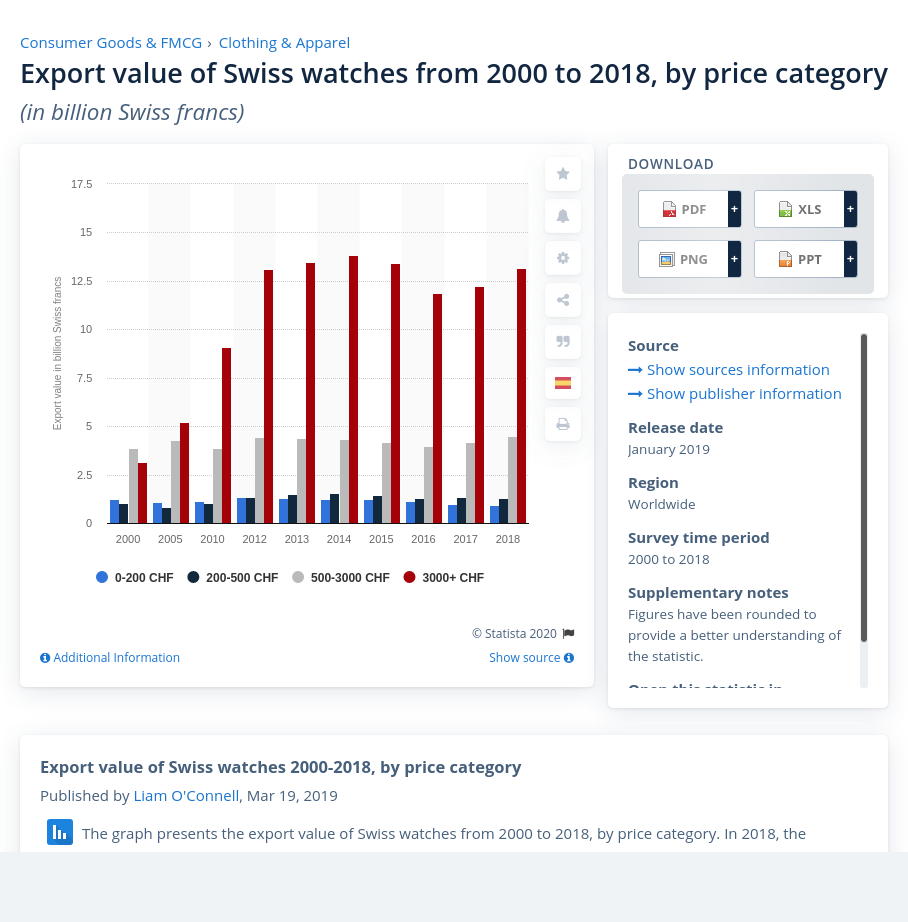 Consumer Goods & FMCG › Clothing & Apparel
Export value of Swiss watches from 2000 to 2018, by price category
(in billion Swiss francs)
DOWNLOAD
PDF + XLS +
PNG + PPT +
Export value in billion Swiss francs
17.5
15
12.5
10
7.5
5
2.5
0
2000 2005 2010 2012 2013 2014 2015 2016 2017 2018
0-200 CHF 200-500 CHF 500-3000 CHF 3000+ CHF
© Statista 2020
Additional Information Show source
Source
Show sources information
Show publisher information
Release date
January 2019
Region
Worldwide
Survey time period
2000 to 2018
Supplementary notes
Figures have been rounded to
provide a better understanding of
the statistic.
Open this statistic in
Export value of Swiss watches 2000-2018, by price category
Published by Liam O'Connell, Mar 19, 2019
The graph presents the export value of Swiss watches from 2000 to 2018, by price category. In 2018, the